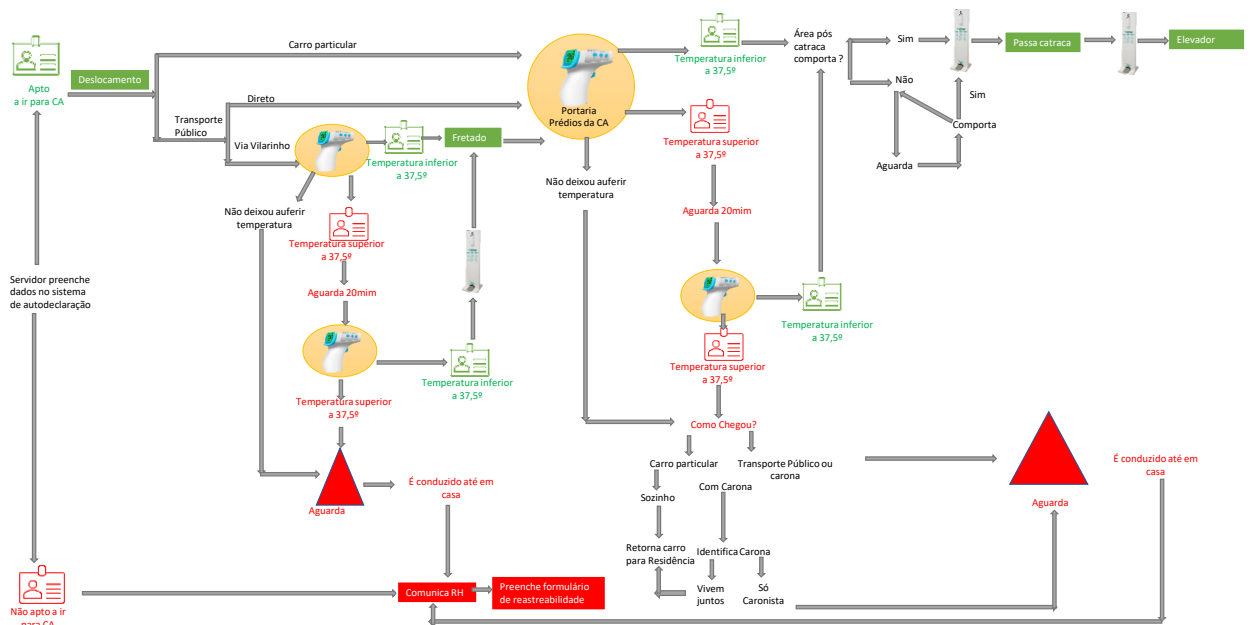 Apto
a ir para CA
Servidor preenche
dados no sistema
de autodeclaração
Não apto a ir
para CA
Deslocamento
Carro particular
Direto
Transporte
Público
Via Vilarinho
Temperatura inferior
a 37,5º
Fretado
Não deixou auferir
temperatura
Temperatura superior
a 37,5º
Aguarda 20mim
Temperatura inferior
a 37,5º
Temperatura superior
a 37,5º
Aguarda
É conduzido até em
casa
Comunica RH
Preenche formulário
de reastreabilidade
Portaria
Prédios da CA
Temperatura inferior
a 37,5º
Temperatura superior
a 37,5º
Não deixou auferir
temperatura
Aguarda 20mim
Temperatura inferior
a 37,5º
Temperatura superior
a 37,5º
Como Chegou?
Carro particular
Transporte Público ou
carona
Sozinho
Com Carona
Retorna carro
para Residência
Identifica Carona
Vivem
juntos
Só
Caronista
Aguarda
É conduzido até em
casa
Área pós
catraca
comporta ?
Sim
Não
Aguarda
Comporta
Sim
Passa catraca
Elevador